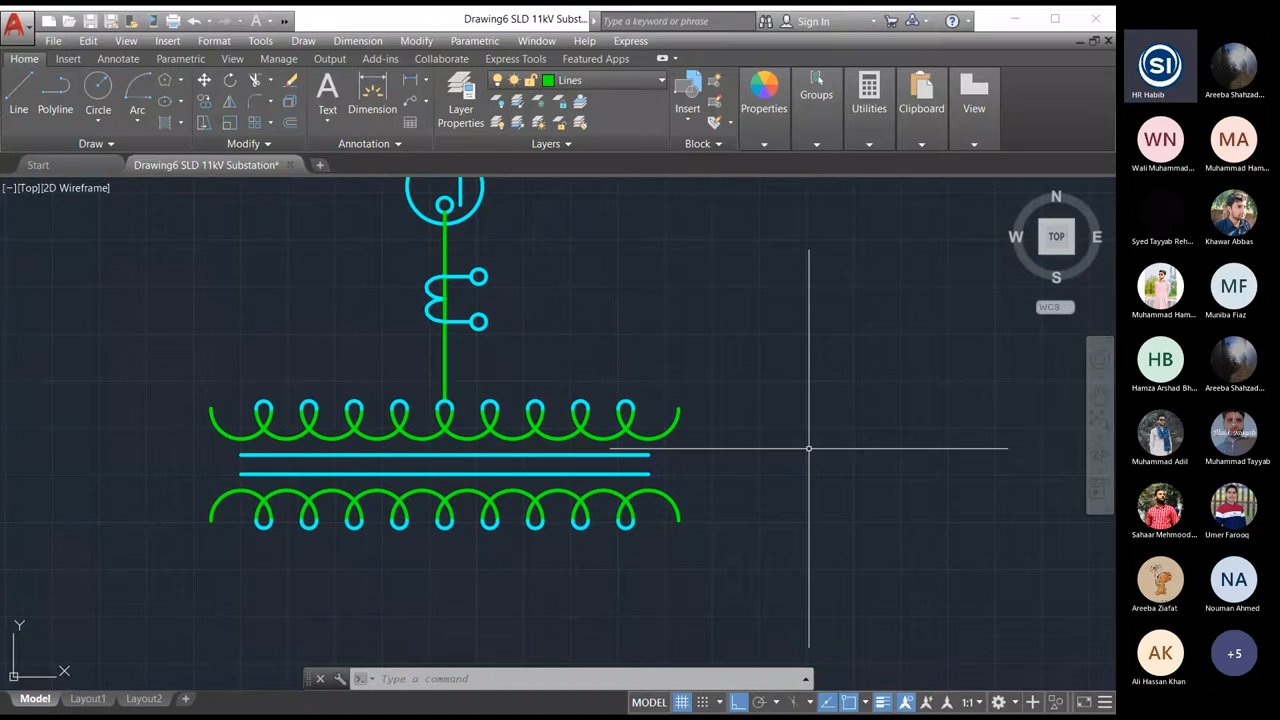 Drawing6 SLD 11kV Subst...
Type a keyword or phrase
Sign In
File Edit View Insert Format Tools Draw Dimension Modify Parametric Window Help Express
Home Insert Annotate Parametric View Manage Output Add-ins Collaborate Express Tools Featured Apps
Lines
Line Polyline Circle Arc
Text Dimension
Layer
Properties
Insert
Properties Groups Utilities Clipboard View
Draw Modify Annotation Layers Block
Start Drawing6 SLD 11kV Substation*
[−][Top][2D Wireframe]
N
W TOP E
S
WCS
Y
X
Type a command
Model Layout1 Layout2
MODEL
1:1
SI
HR Habib
Areeba Shahzad...
WN
Wali Muhammad...
MA
Muhammad Ham...
Syed Tayyab Reh...
Khawar Abbas
Muhammad Ham...
MF
Muniba Fiaz
HB
Hamza Arshad Bh...
Areeba Shahzad...
Muhammad Adil
Muhammad Tayyab
Sahaar Mehmood...
Umer Farooq
Areeba Ziafat
NA
Nouman Ahmed
AK
Ali Hassan Khan
+5